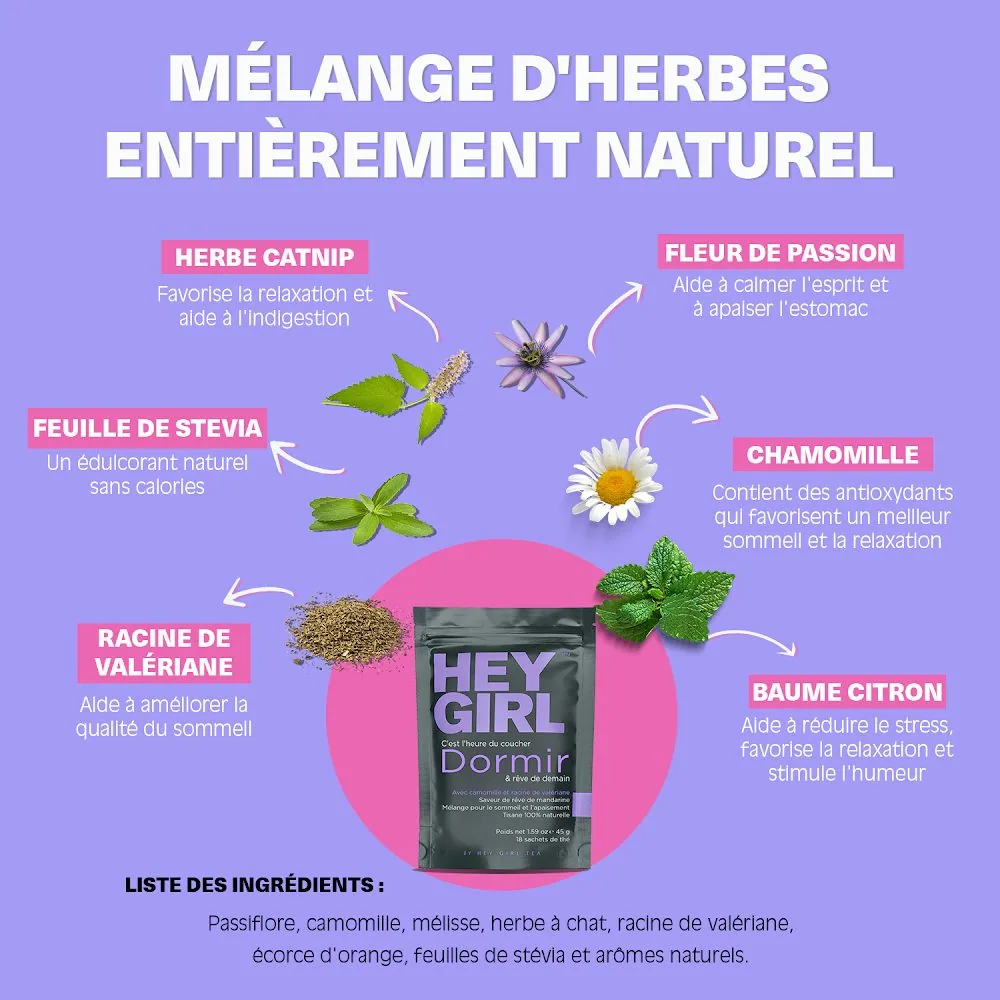 MÉLANGE D'HERBES
ENTIÈREMENT NATUREL
HERBE CATNIP
Favorise la relaxation et
aide à l'indigestion
FLEUR DE PASSION
Aide à calmer l'esprit et
à apaiser l'estomac
FEUILLE DE STEVIA
Un édulcorant naturel
sans calories
CHAMOMILLE
Contient des antioxydants
qui favorisent un meilleur
sommeil et la relaxation
RACINE DE
VALÉRIANE
Aide à améliorer la
qualité du sommeil
BAUME CITRON
Aide à réduire le stress,
favorise la relaxation et
stimule l'humeur
HEY
GIRL
C'est l'heure du coucher
Dormir
& rêve de demain
Avec camomille et racine de valériane
Saveur de rêve de mandarine
Mélange pour le sommeil et l'apaisement
Tisane 100% naturelle
Poids net 1.59 oz • 45 g
18 sachets de thé
BY HEY GIRL TEA
LISTE DES INGRÉDIENTS :
Passiflore, camomille, mélisse, herbe à chat, racine de valériane,
écorce d'orange, feuilles de stévia et arômes naturels.